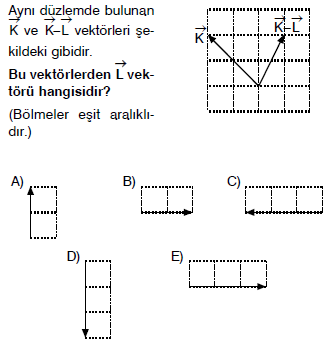 Aynı düzlemde bulunan
K ve K–L vektörleri şe-
kildeki gibidir.
Bu vektörlerden L vek-
törü hangisidir?
(Bölmeler eşit aralıklı-
dır.)
K
K–L
A)
B)
C)
D)
E)